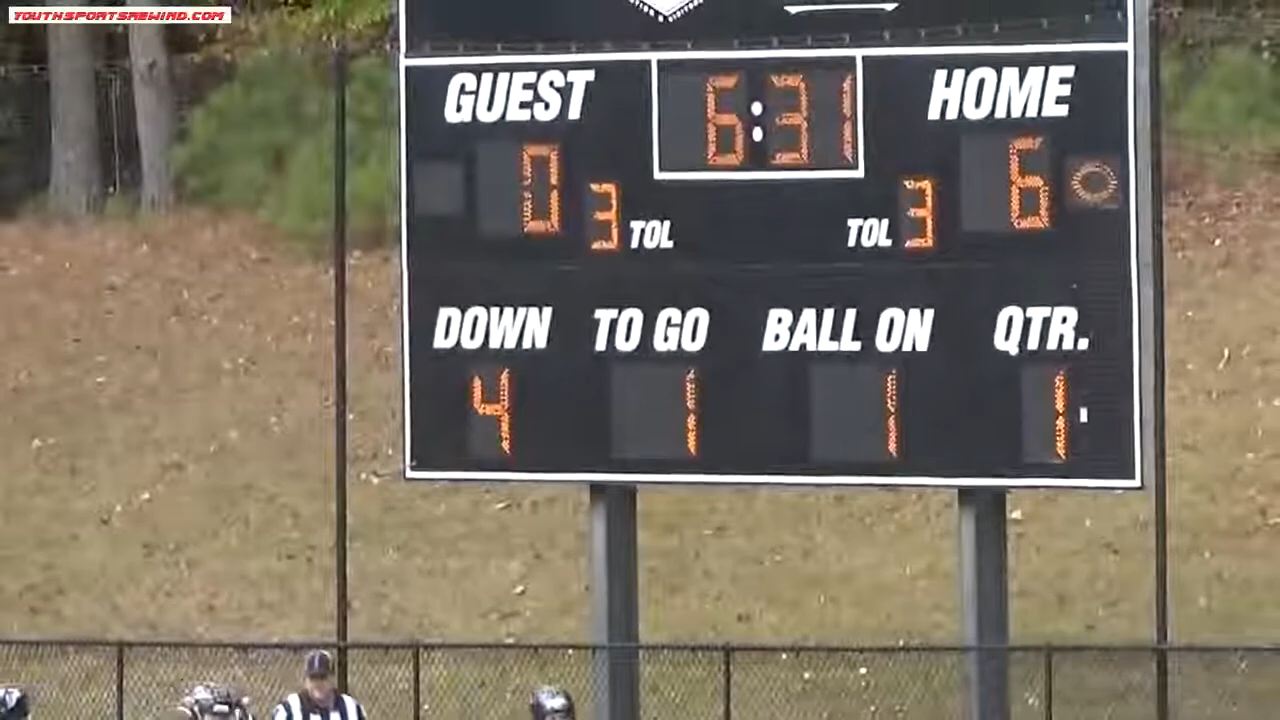 YOUTHSPORTSREWIND.COM
GUEST 6:31 HOME
0 3 TOL TOL 3 6
DOWN TO GO BALL ON QTR.
4 1 1 1